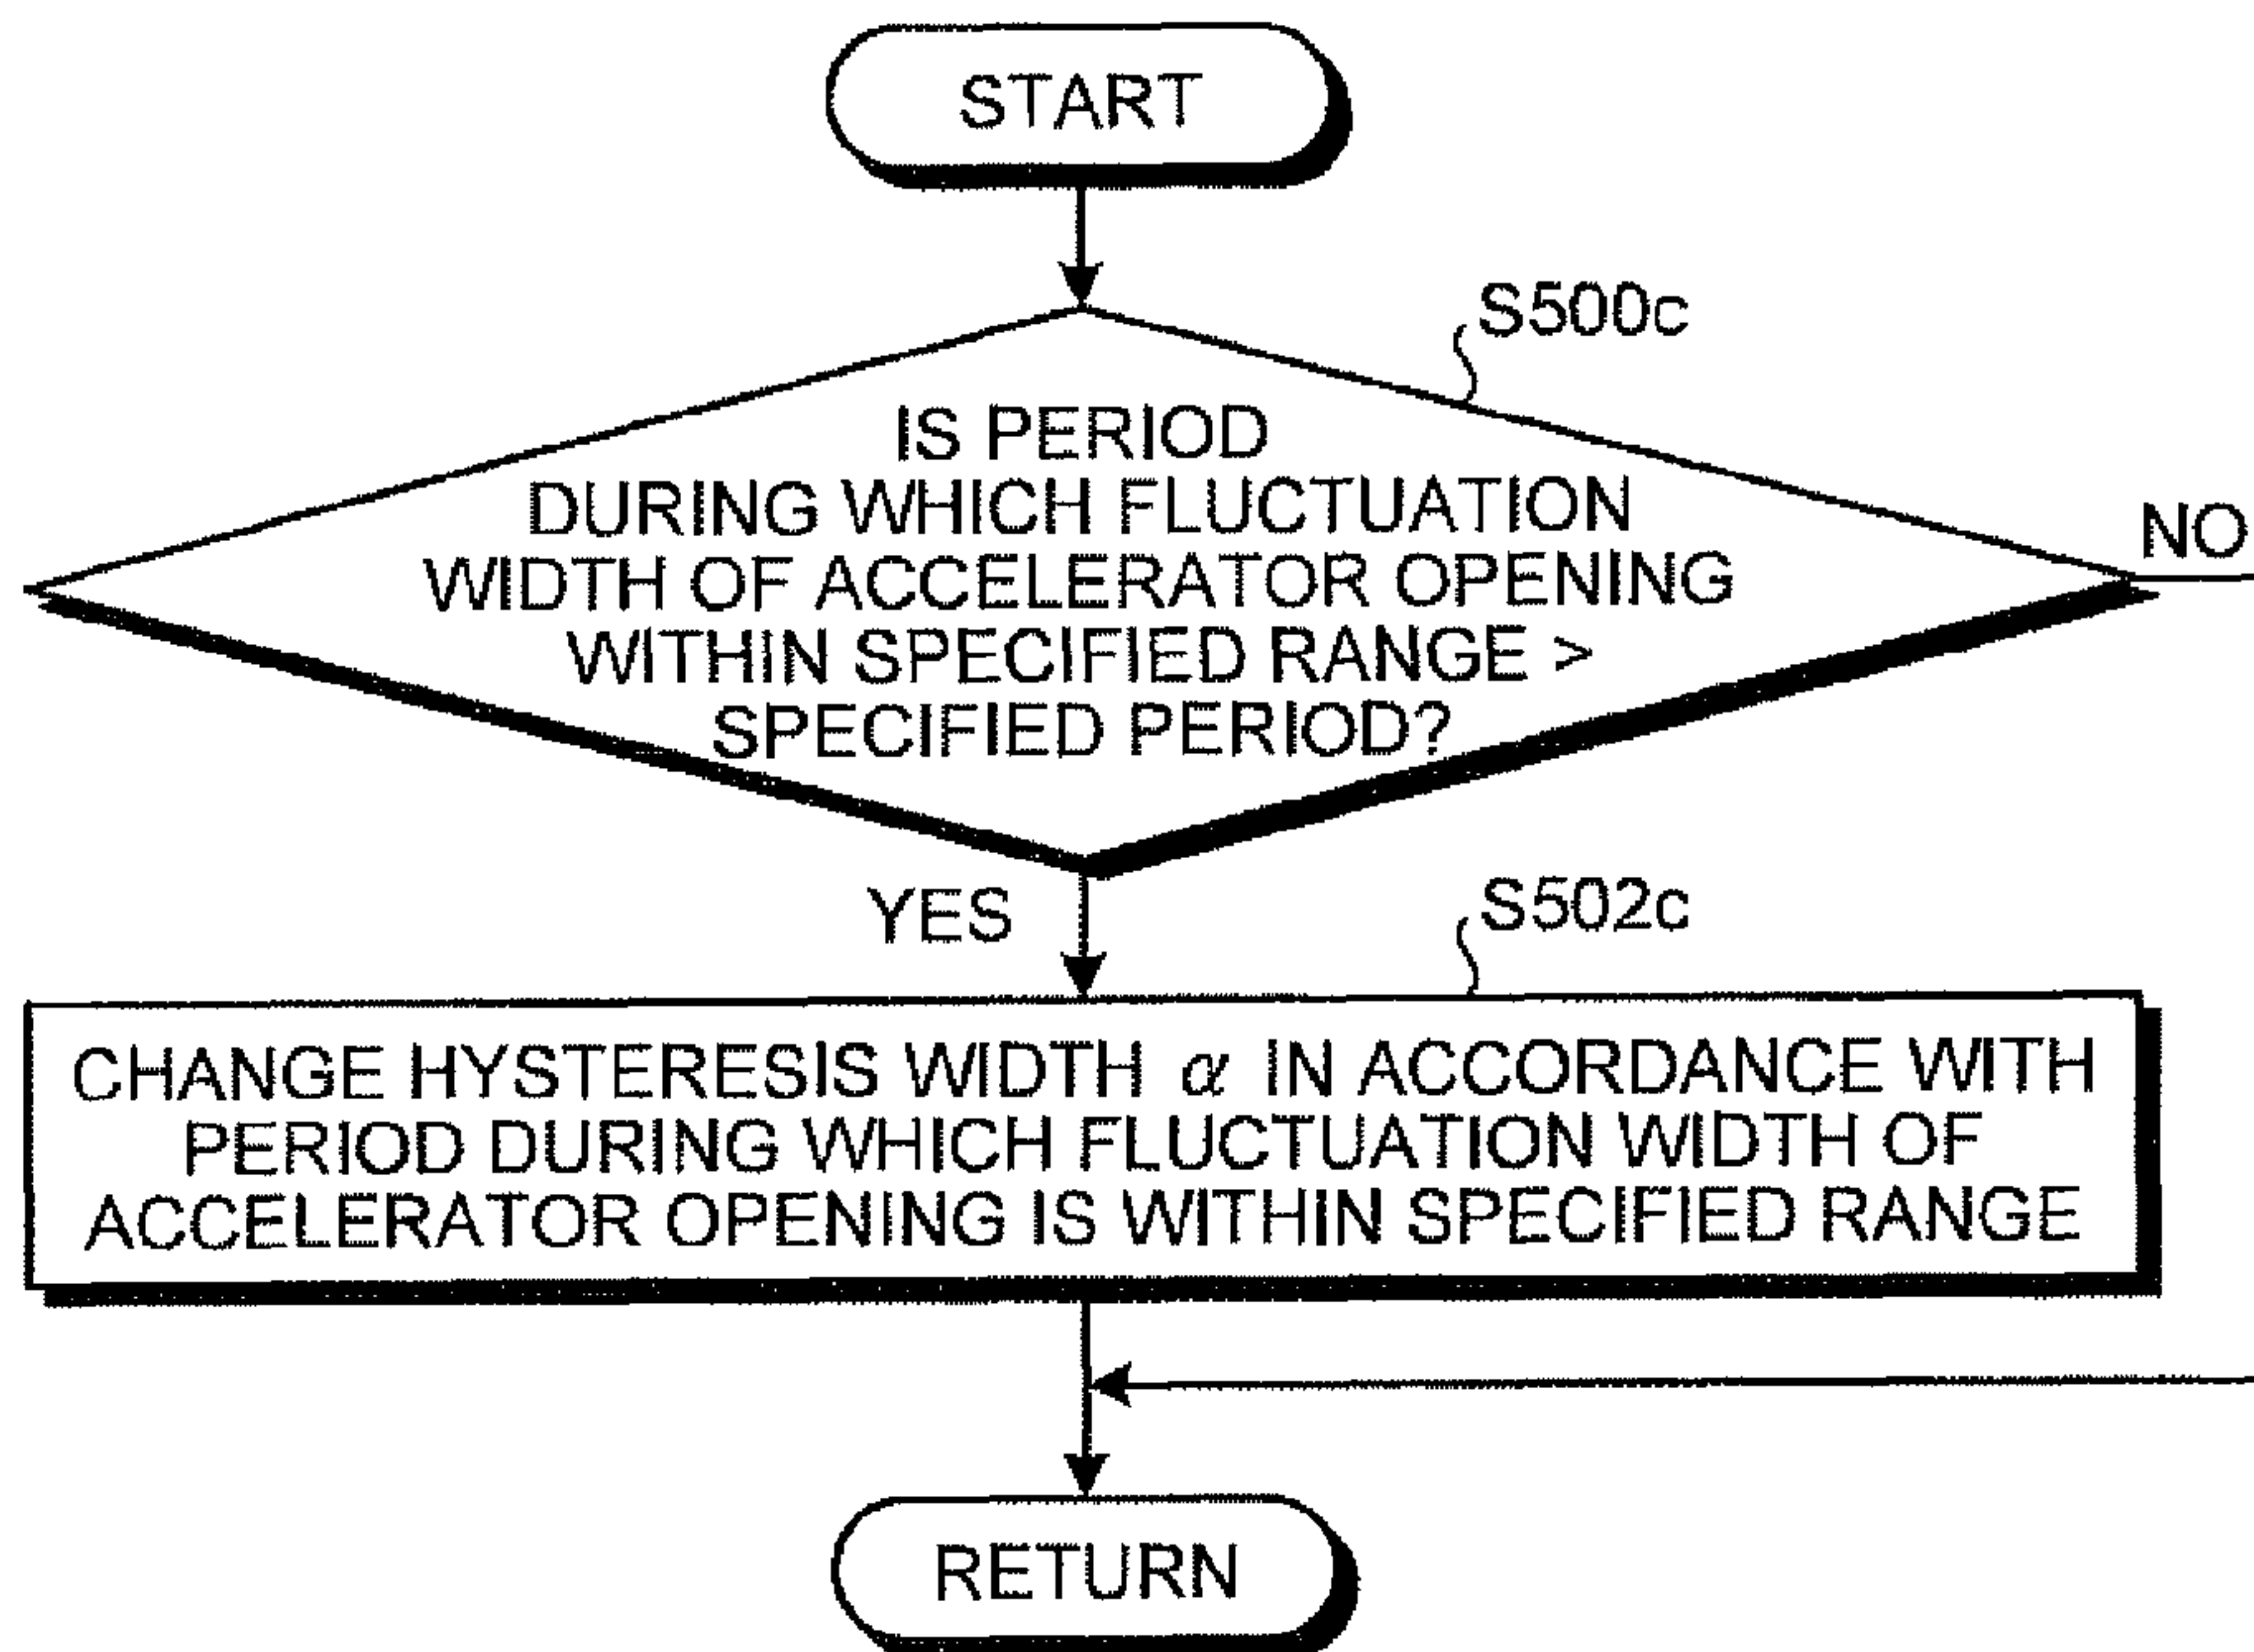 START
S500c
IS PERIOD
DURING WHICH FLUCTUATION
WIDTH OF ACCELERATOR OPENING
WITHIN SPECIFIED RANGE >
SPECIFIED PERIOD?
NO
YES
S502c
CHANGE HYSTERESIS WIDTH α IN ACCORDANCE WITH
PERIOD DURING WHICH FLUCTUATION WIDTH OF
ACCELERATOR OPENING IS WITHIN SPECIFIED RANGE
RETURN